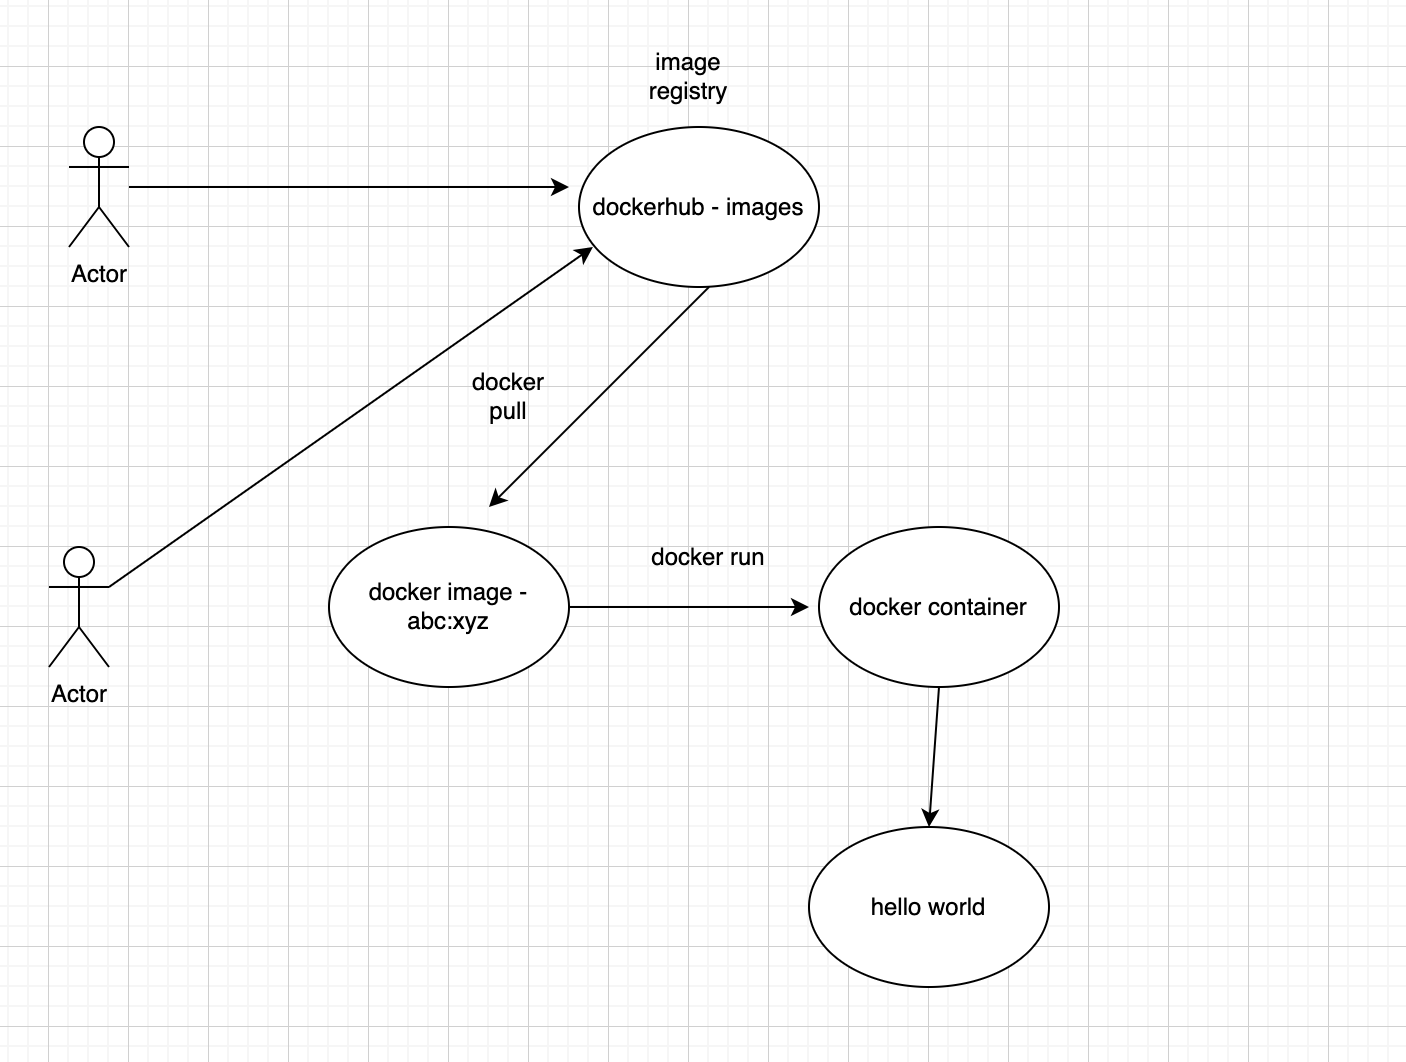 image
registry
dockerhub - images
Actor
docker
pull
docker run
docker image -
abc:xyz
docker container
Actor
hello world